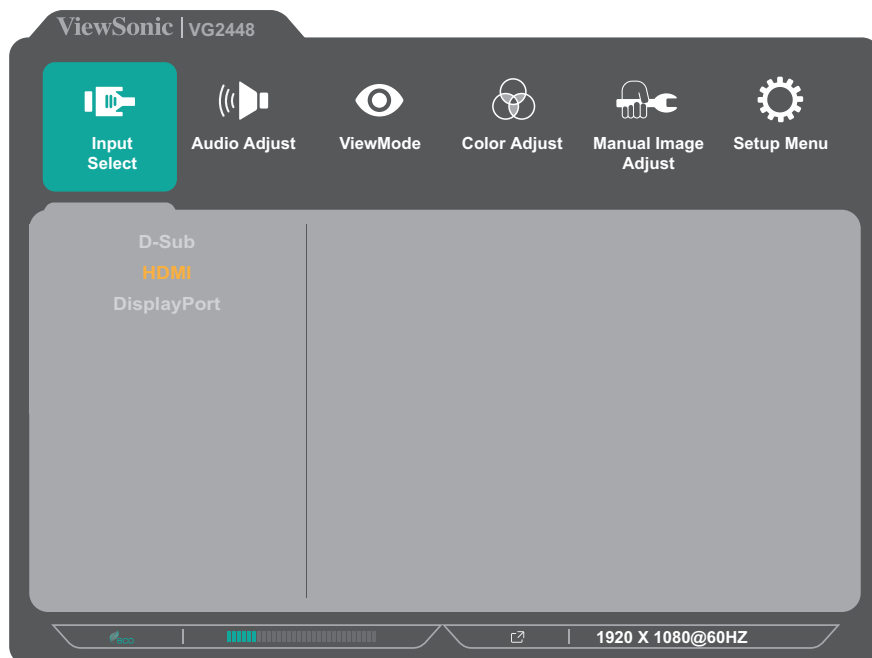 ViewSonic | VG2448
Input Select
Audio Adjust
ViewMode
Color Adjust
Manual Image Adjust
Setup Menu
D-Sub
HDMI
DisplayPort
eco
1920 X 1080@60HZ